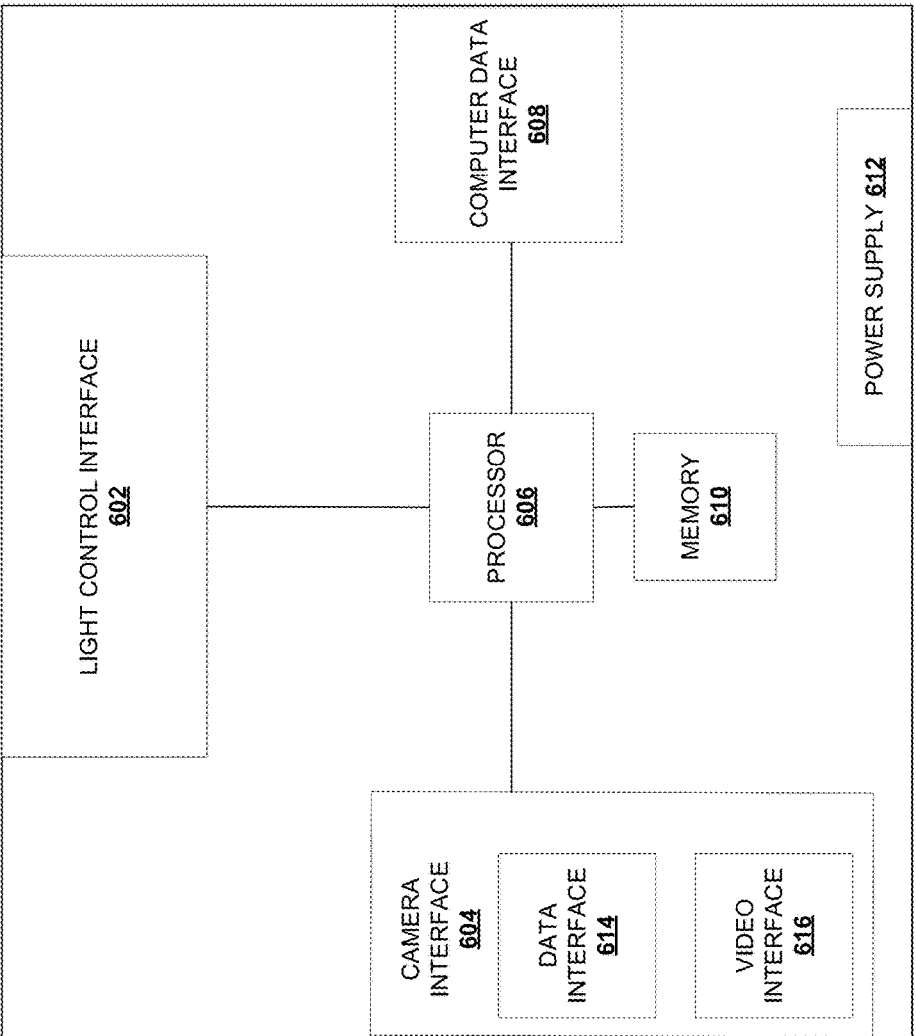 LIGHT CONTROL INTERFACE
602
COMPUTER DATA
INTERFACE
608
PROCESSOR
606
MEMORY
610
POWER SUPPLY 612
CAMERA
INTERFACE
604
DATA
INTERFACE
614
VIDEO
INTERFACE
616